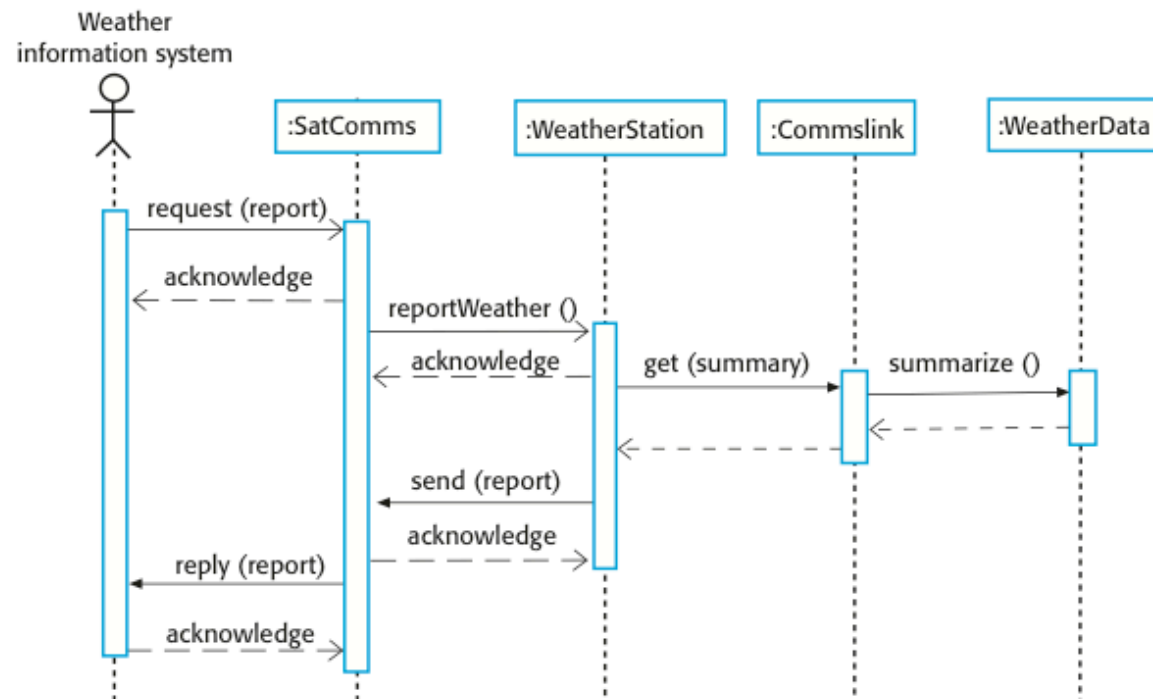 Weather
information system
:SatComms
:WeatherStation
:Commslink
:WeatherData
request (report)
acknowledge
reportWeather ()
acknowledge
get (summary)
summarize ()
send (report)
acknowledge
reply (report)
acknowledge